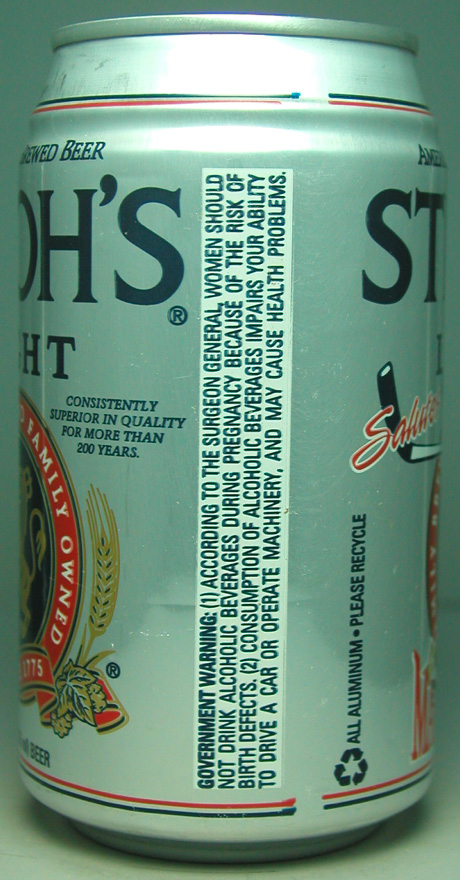 BREWED BEER
OH'S®
GHT
CONSISTENTLY
SUPERIOR IN QUALITY
FOR MORE THAN
200 YEARS.
FAMILY OWNED
1775
®
BEER
GOVERNMENT WARNING: (1) ACCORDING TO THE SURGEON GENERAL, WOMEN SHOULD
NOT DRINK ALCOHOLIC BEVERAGES DURING PREGNANCY BECAUSE OF THE RISK OF
BIRTH DEFECTS. (2) CONSUMPTION OF ALCOHOLIC BEVERAGES IMPAIRS YOUR ABILITY
TO DRIVE A CAR OR OPERATE MACHINERY, AND MAY CAUSE HEALTH PROBLEMS.
ST
Salute
ALL ALUMINUM • PLEASE RECYCLE